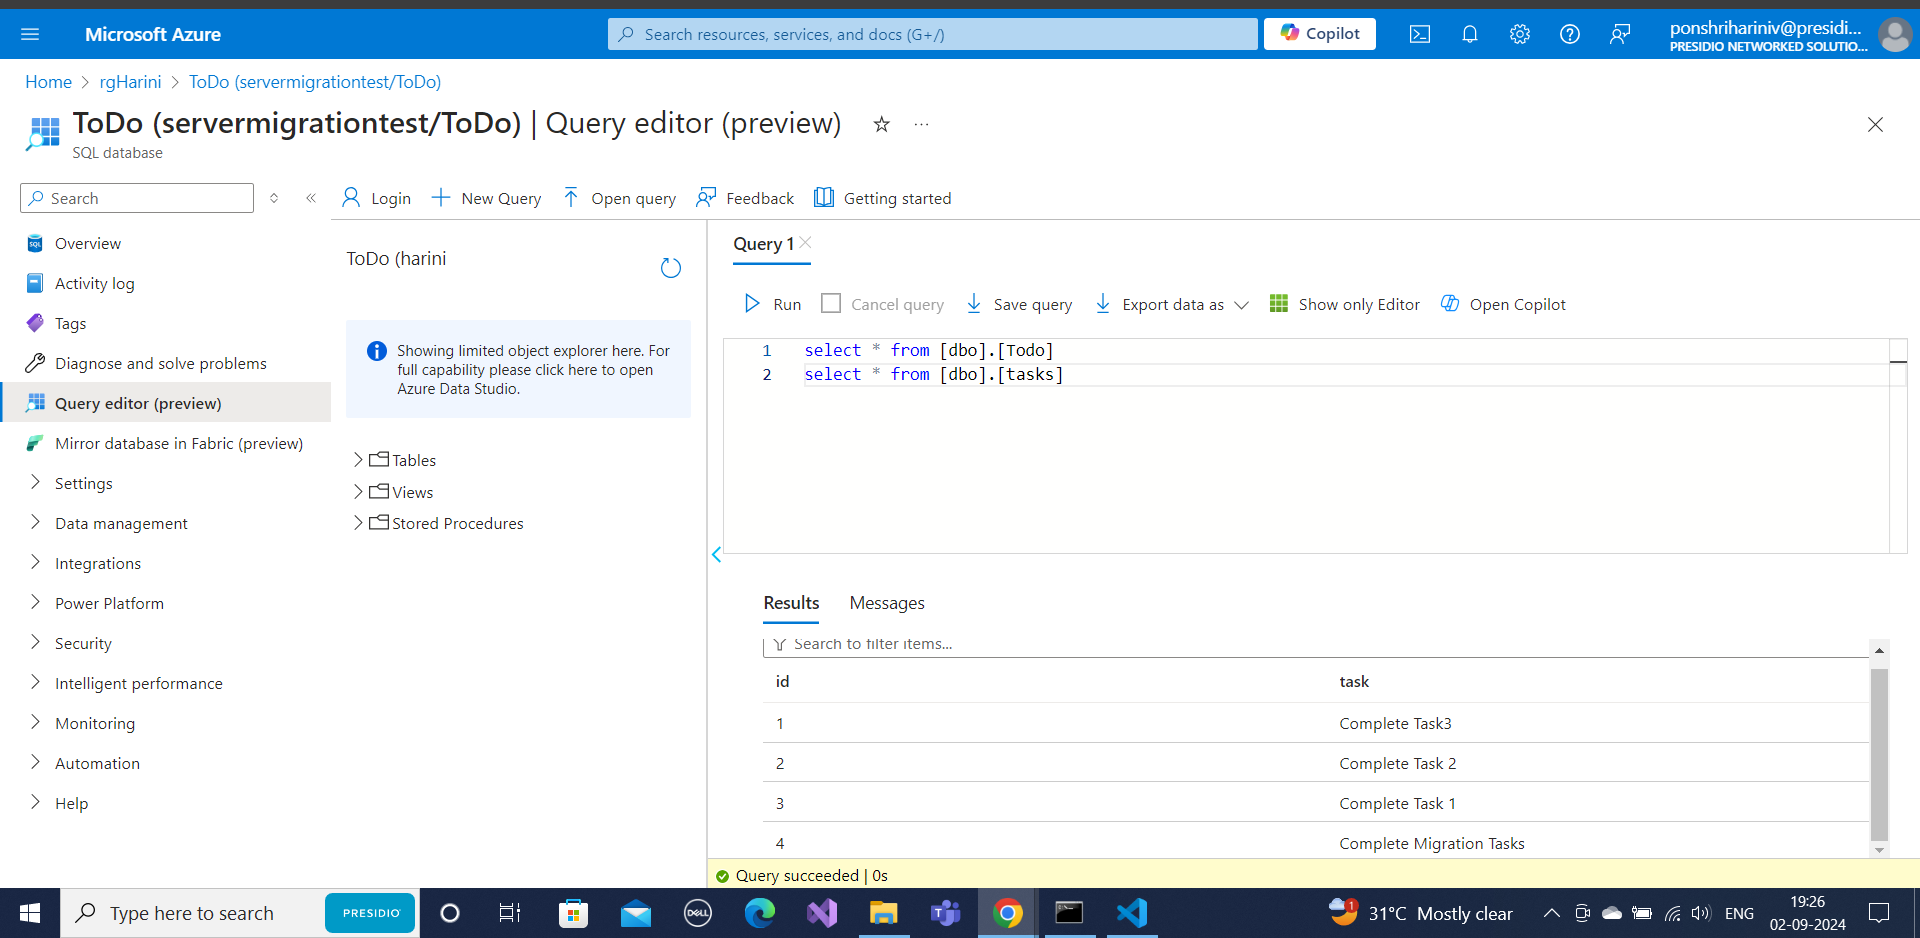 Microsoft Azure
Search resources, services, and docs (G+/)
Copilot
ponshrihariniv@presidi...
PRESIDIO NETWORKED SOLUTIO...
Home > rgHarini > ToDo (servermigrationtest/ToDo)
ToDo (servermigrationtest/ToDo) | Query editor (preview)
SQL database
Search
Login
New Query
Open query
Feedback
Getting started
Overview
Activity log
Tags
Diagnose and solve problems
Query editor (preview)
Mirror database in Fabric (preview)
Settings
Data management
Integrations
Power Platform
Security
Intelligent performance
Monitoring
Automation
Help
ToDo (harini
Showing limited object explorer here. For
full capability please click here to open
Azure Data Studio.
Tables
Views
Stored Procedures
Query 1
Run
Cancel query
Save query
Export data as
Show only Editor
Open Copilot
1 select * from [dbo].[Todo]
2 select * from [dbo].[tasks]
Results
Messages
Search to filter items...
id task
1 Complete Task3
2 Complete Task 2
3 Complete Task 1
4 Complete Migration Tasks
Query succeeded | 0s
Type here to search
PRESIDIO
DELL
1
31°C Mostly clear
ENG
19:26
02-09-2024